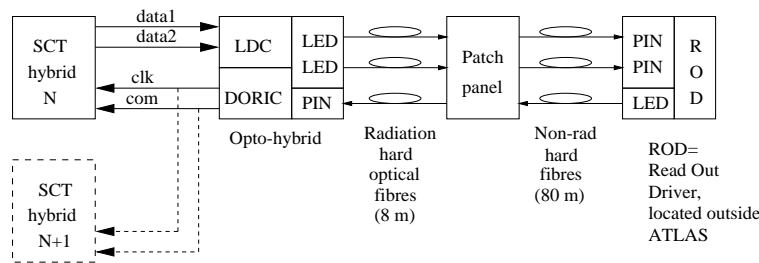 SCT
hybrid
N
data1
data2
clk
com
LDC
DORIC
LED
LED
PIN
Opto-hybrid
Radiation
hard
optical
fibres
(8 m)
Patch
panel
Non-rad
hard
fibres
(80 m)
PIN
PIN
LED
R
O
D
ROD=
Read Out
Driver,
located outside
ATLAS
SCT
hybrid
N+1